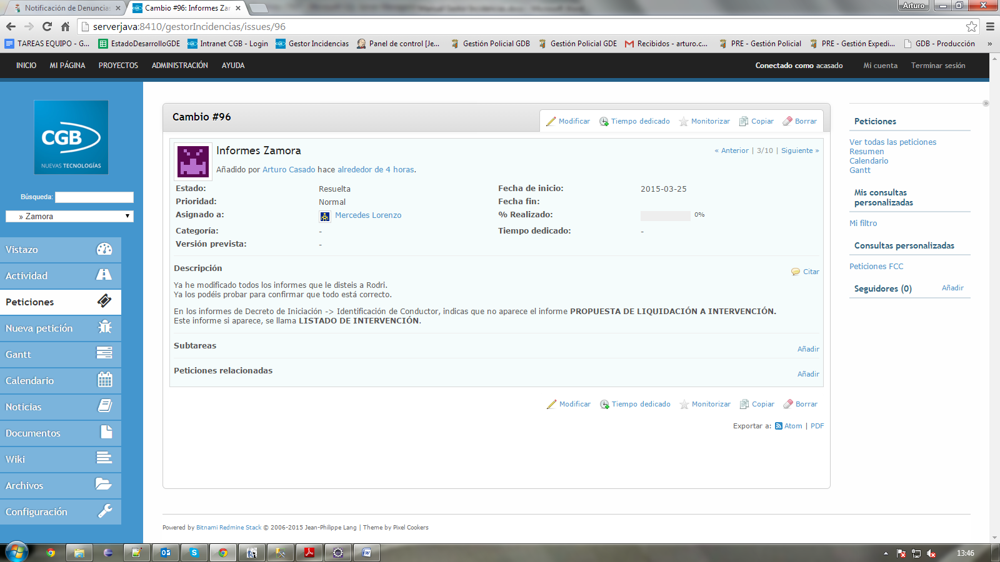 Notificación de Denuncias
Cambio #96: Informes Zar
Arturo
serverjava:8410/gestorIncidencias/issues/96
TAREAS EQUIPO - G...
EstadoDesarrolloGDE
Intranet CGB - Login
Gestor Incidencias
Panel de control [Je...
Gestión Policial GDB
Gestión Policial GDE
Recibidos - arturo.c...
PRE - Gestión Policial
PRE - Gestión Expedi...
GDB - Producción
»
INICIO
MI PÁGINA
PROYECTOS
ADMINISTRACIÓN
AYUDA
Conectado como acasado
Mi cuenta
Terminar sesión
CGB
NUEVAS TECNOLOGÍAS
Búsqueda:
» Zamora
Vistazo
Actividad
Peticiones
Nueva petición
Gantt
Calendario
Noticias
Documentos
Wiki
Archivos
Configuración
Cambio #96
Modificar
Tiempo dedicado
Monitorizar
Copiar
Borrar
Informes Zamora
« Anterior | 3/10 | Siguiente »
Añadido por Arturo Casado hace alrededor de 4 horas.
Estado: Resuelta
Fecha de inicio: 2015-03-25
Prioridad: Normal
Fecha fin:
Asignado a: Mercedes Lorenzo
% Realizado: 0%
Categoría: -
Tiempo dedicado: -
Versión prevista: -
Descripción
Citar
Ya he modificado todos los informes que le disteis a Rodri.
Ya los podéis probar para confirmar que todo está correcto.
En los informes de Decreto de Iniciación -> Identificación de Conductor, indicas que no aparece el informe PROPUESTA DE LIQUIDACIÓN A INTERVENCIÓN.
Este informe si aparece, se llama LISTADO DE INTERVENCIÓN.
Subtareas
Añadir
Peticiones relacionadas
Añadir
Modificar
Tiempo dedicado
Monitorizar
Copiar
Borrar
Exportar a: Atom | PDF
Peticiones
Ver todas las peticiones
Resumen
Calendario
Gantt
Mis consultas
personalizadas
Mi filtro
Consultas personalizadas
Peticiones FCC
Seguidores (0)
Añadir
Powered by Bitnami Redmine Stack © 2006-2015 Jean-Philippe Lang | Theme by Pixel Cookers
13:46